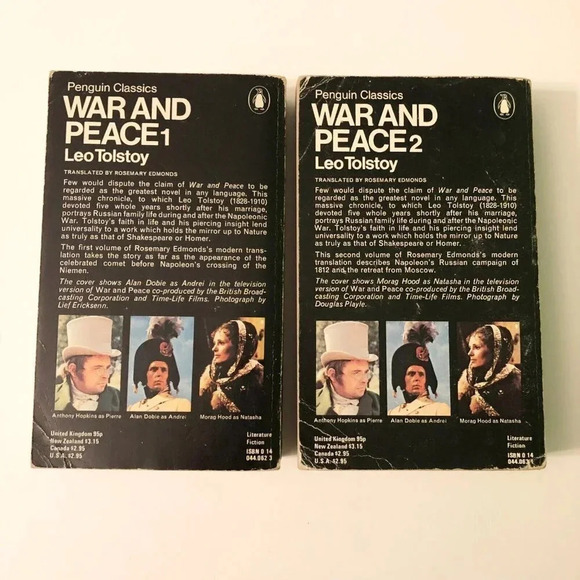 Penguin Classics
WAR AND
PEACE 1
Leo Tolstoy
TRANSLATED BY ROSEMARY EDMONDS
Few would dispute the claim of War and Peace to be
regarded as the greatest novel in any language. This
massive chronicle, to which Leo Tolstoy (1828-1910)
devoted five whole years shortly after his marriage,
portrays Russian family life during and after the Napoleonic
War. Tolstoy's faith in life and his piercing insight lend
universality to a work which holds the mirror up to Nature
as truly as that of Shakespeare or Homer.
The first volume of Rosemary Edmonds's modern trans-
lation takes the story as far as the appearance of the
celebrated comet before Napoleon's crossing of the
Niemen.
The cover shows Alan Dobie as Andrei in the television
version of War and Peace co-produced by the British Broad-
casting Corporation and Time-Life Films. Photograph by
Lief Ericksenn.
Anthony Hopkins as Pierre
Alan Dobie as Andrei
Morag Hood as Natasha
United Kingdom 95p
New Zealand $3.15
Canada $2.95
U.S.A. $2.95
Literature
Fiction
ISBN 0 14
044.062 3
Penguin Classics
WAR AND
PEACE 2
Leo Tolstoy
TRANSLATED BY ROSEMARY EDMONDS
Few would dispute the claim of War and Peace to be
regarded as the greatest novel in any language. This
massive chronicle, to which Leo Tolstoy (1828-1910)
devoted five whole years shortly after his marriage,
portrays Russian family life during and after the Napoleonic
War. Tolstoy's faith in life and his piercing insight lend
universality to a work which holds the mirror up to Nature
as truly as that of Shakespeare or Homer.
This second volume of Rosemary Edmonds's modern
translation describes Napoleon's Russian campaign of
1812 and the retreat from Moscow.
The cover shows Morag Hood as Natasha in the television
version of War and Peace co-produced by the British Broad-
casting Corporation and Time-Life Films. Photograph by
Douglas Playle.
Anthony Hopkins as Pierre
Alan Dobie as Andrei
Morag Hood as Natasha
United Kingdom 95p
New Zealand $3.15
Canada $2.95
U.S.A. $2.95
Literature
Fiction
ISBN 0 14
044.063